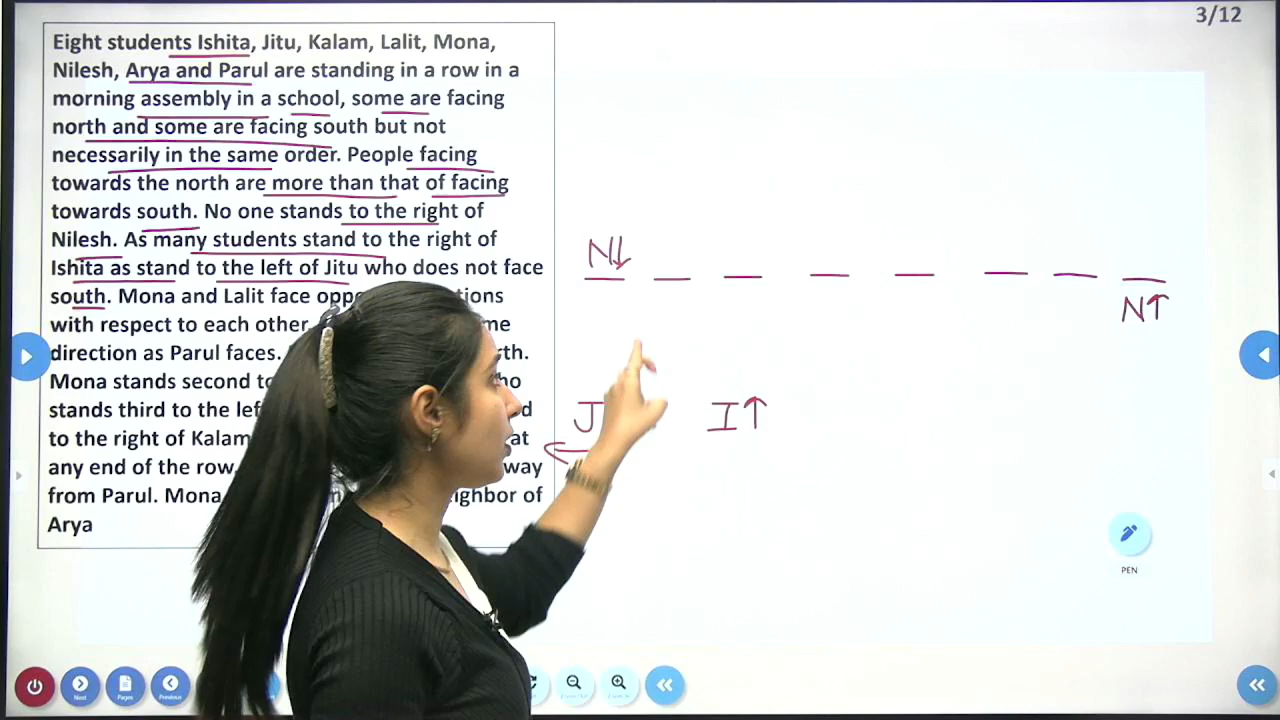 3/12
Eight students Ishita, Jitu, Kalam, Lalit, Mona,
Nilesh, Arya and Parul are standing in a row in a
morning assembly in a school, some are facing
north and some are facing south but not
necessarily in the same order. People facing
towards the north are more than that of facing
towards south. No one stands to the right of
Nilesh. As many students stand to the right of
Ishita as stand to the left of Jitu who does not face
south. Mona and Lalit face
with respect to each other.
direction as Parul faces.
Mona stands second
stands third to the
to the right of Kalam at
any end of the row. way
from Parul. Mona of
Arya
N↓
N↑
J
I↑
PEN
Next
Pages
Previous